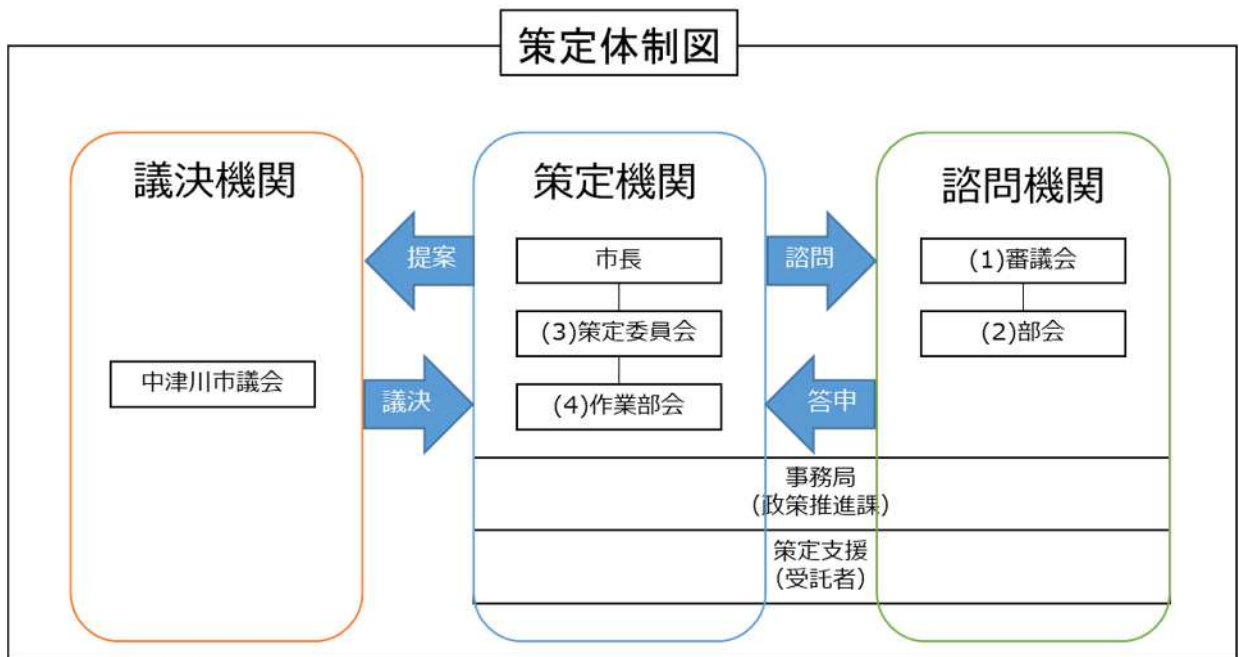 策定体制図
議決機関
中津川市議会
提案
議決
策定機関
市長
(3)策定委員会
(4)作業部会
諮問
答申
諮問機関
(1)審議会
(2)部会
事務局
(政策推進課)
策定支援
(受託者)